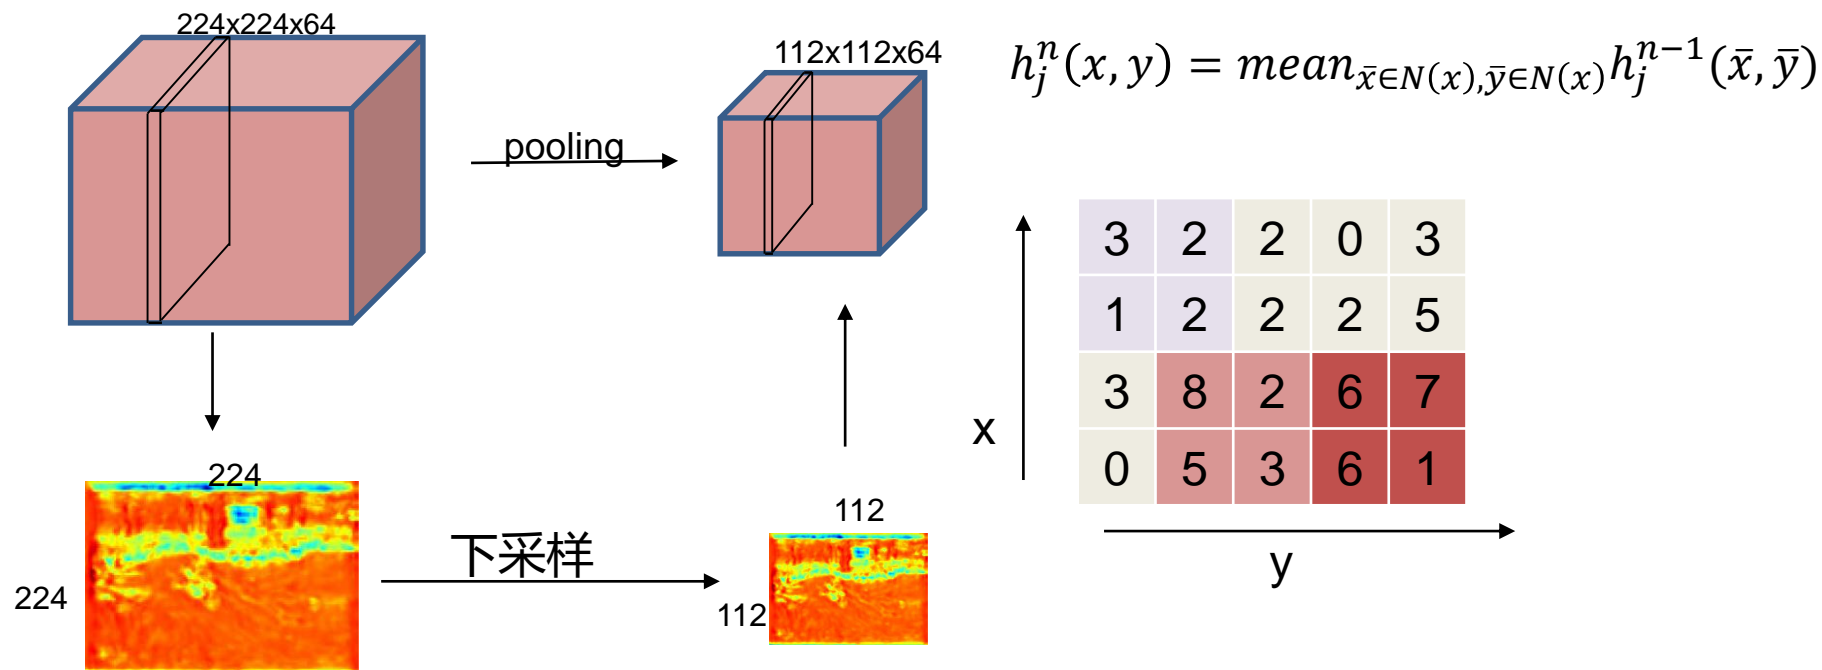 224x224x64
112x112x64
h_j^n(x, y) = mean_{x̄∈N(x),ȳ∈N(x)} h_j^{n−1}(x̄, ȳ)
pooling
3 2 2 0 3
1 2 2 2 5
3 8 2 6 7
0 5 3 6 1
x
y
224
224
下采样
112
112